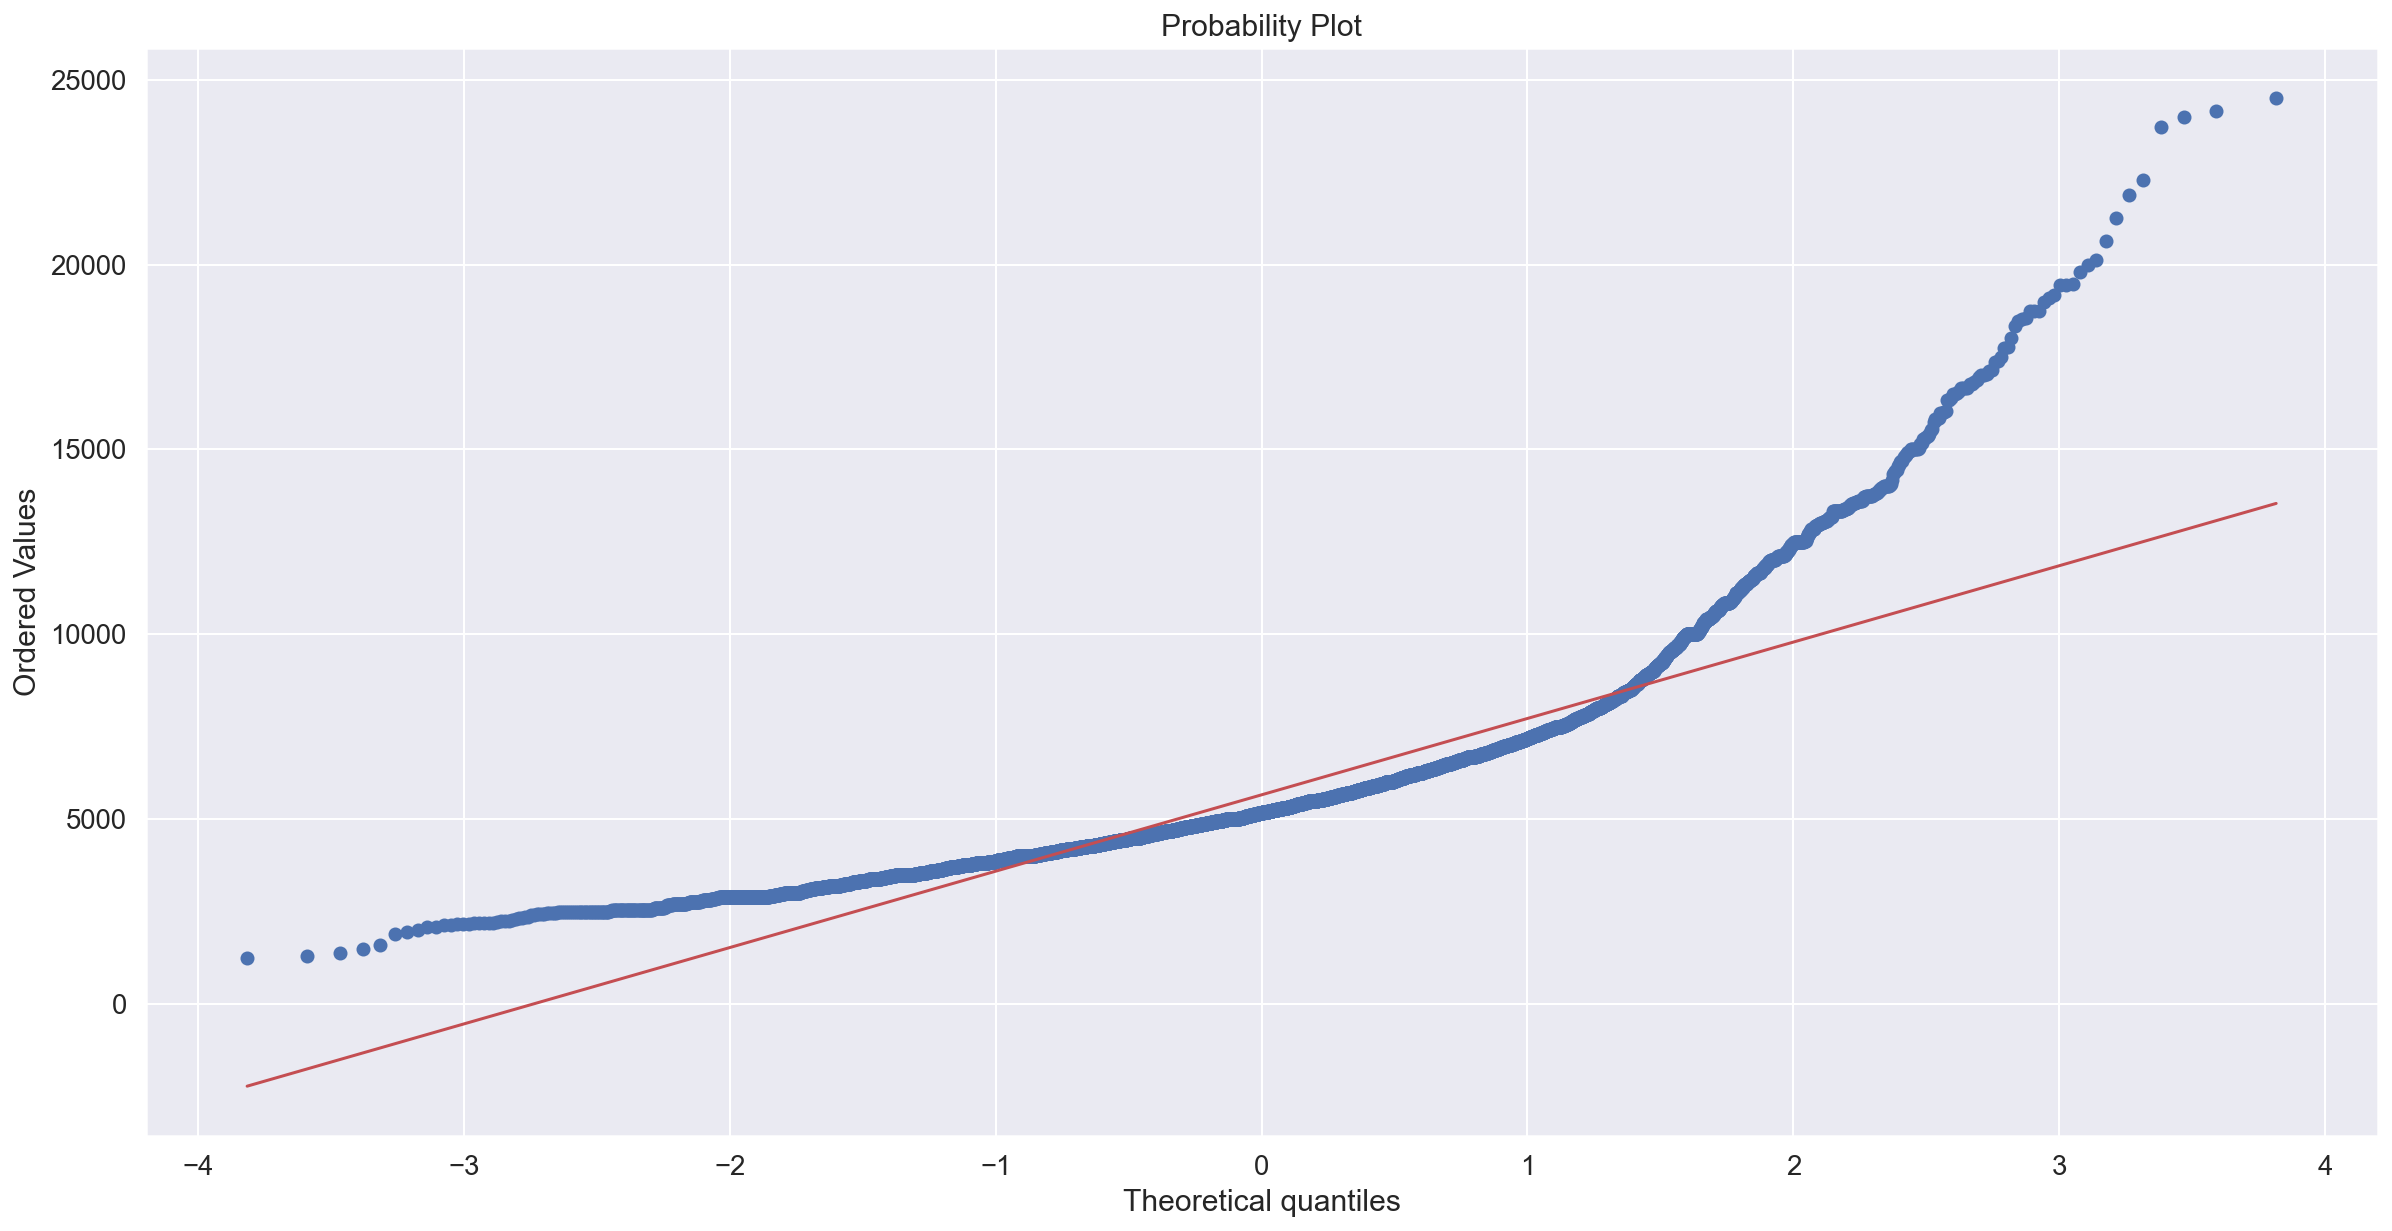 Probability Plot
25000
20000
15000
10000
5000
0
Ordered Values
−4 −3 −2 −1 0 1 2 3 4
Theoretical quantiles